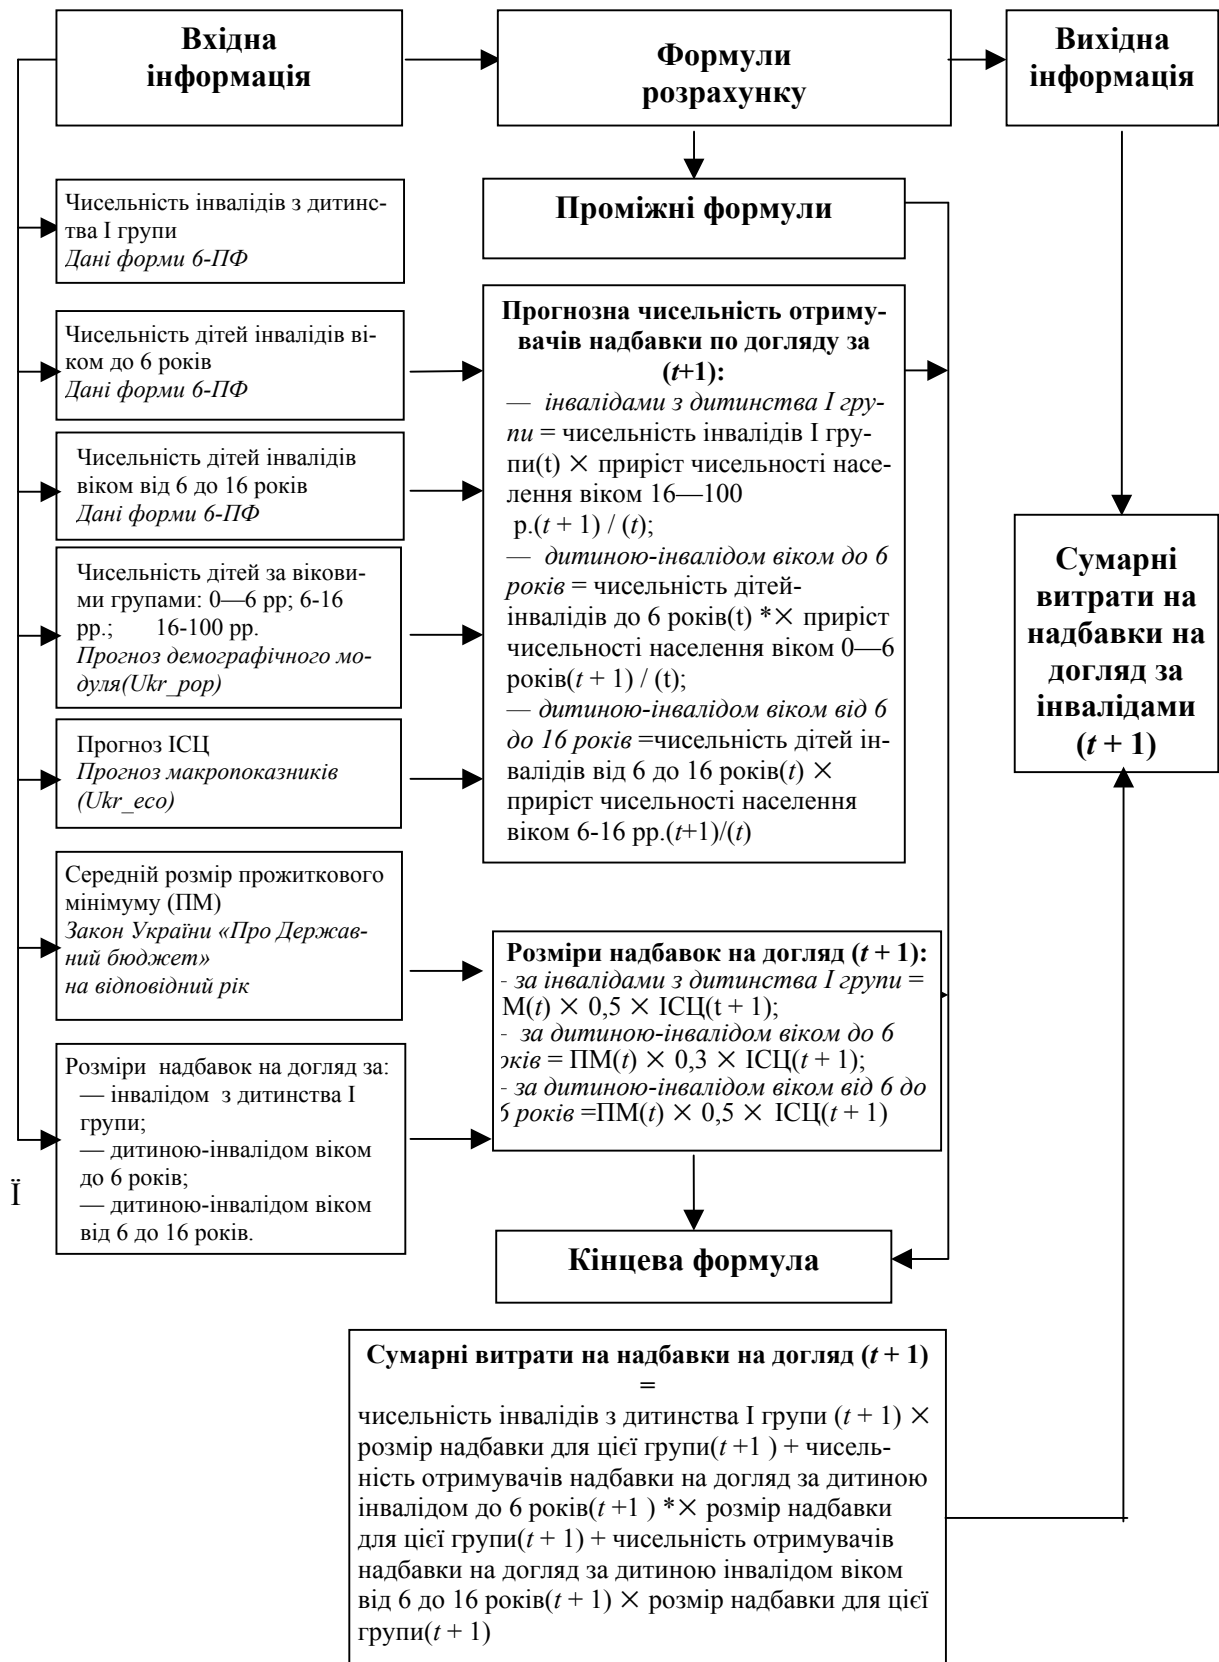 Вхідна
інформація
Формули
розрахунку
Вихідна
інформація
Чисельність інвалідів з дитинс-
тва I групи
Дані форми 6-ПФ
Чисельність дітей інвалідів ві-
ком до 6 років
Дані форми 6-ПФ
Чисельність дітей інвалідів
віком від 6 до 16 років
Дані форми 6-ПФ
Чисельність дітей за вікови-
ми групами: 0—6 рр; 6-16
рр.; 16-100 рр.
Прогноз демографічного мо-
дуля(Ukr_pop)
Прогноз ІСЦ
Прогноз макропоказників
(Ukr_eco)
Середній розмір прожиткового
мінімуму (ПМ)
Закон України «Про Держав-
ний бюджет»
на відповідний рік
Розміри надбавок на догляд за:
— інвалідом з дитинства I
групи;
— дитиною-інвалідом віком
до 6 років;
— дитиною-інвалідом віком
від 6 до 16 років.
Ї
Проміжні формули
Прогнозна чисельність отриму-
вачів надбавки по догляду за
(t+1):
— інвалідами з дитинства I гру-
пи = чисельність інвалідів I гру-
пи(t) × приріст чисельності насе-
лення віком 16—100
р.(t + 1) / (t);
— дитиною-інвалідом віком до 6
років = чисельність дітей-
інвалідів до 6 років(t) *× приріст
чисельності населення віком 0—6
років(t + 1) / (t);
— дитиною-інвалідом віком від 6
до 16 років =чисельність дітей ін-
валідів від 6 до 16 років(t) ×
приріст чисельності населення
віком 6-16 рр.(t+1)/(t)
Розміри надбавок на догляд (t + 1):
- за інвалідами з дитинства I групи =
М(t) × 0,5 × ІСЦ(t + 1);
- за дитиною-інвалідом віком до 6
оків = ПМ(t) × 0,3 × ІСЦ(t + 1);
- за дитиною-інвалідом віком від 6 до
6 років =ПМ(t) × 0,5 × ІСЦ(t + 1)
Кінцева формула
Сумарні витрати на надбавки на догляд (t + 1)
=
чисельність інвалідів з дитинства I групи (t + 1) ×
розмір надбавки для цієї групи(t +1 ) + чисель-
ність отримувачів надбавки на догляд за дитиною
інвалідом до 6 років(t +1 ) *× розмір надбавки
для цієї групи(t + 1) + чисельність отримувачів
надбавки на догляд за дитиною інвалідом віком
від 6 до 16 років(t + 1) × розмір надбавки для цієї
групи(t + 1)
Сумарні
витрати на
надбавки на
догляд за
інвалідами
(t + 1)